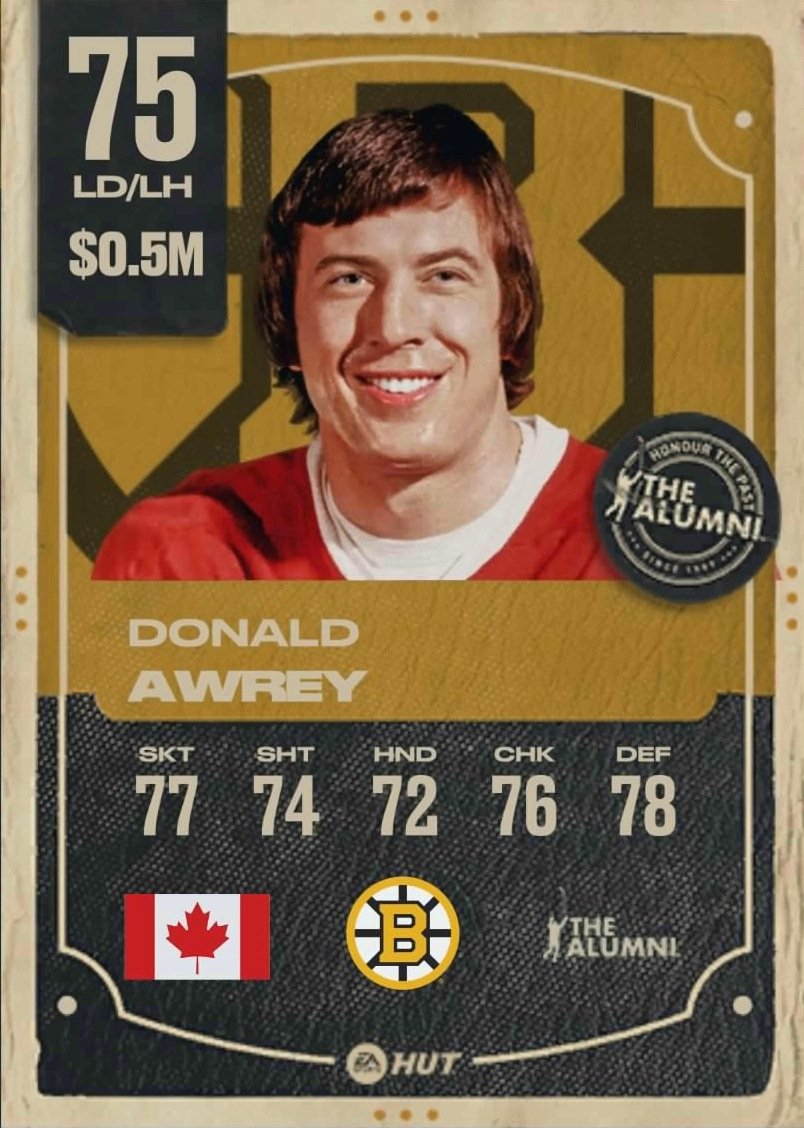 75
LD/LH
$0.5M
HONOUR THE PAST
THE
ALUMNI
DONALD
AWREY
SKT SHT HND CHK DEF
77 74 72 76 78
B
THE
ALUMNI
EA HUT